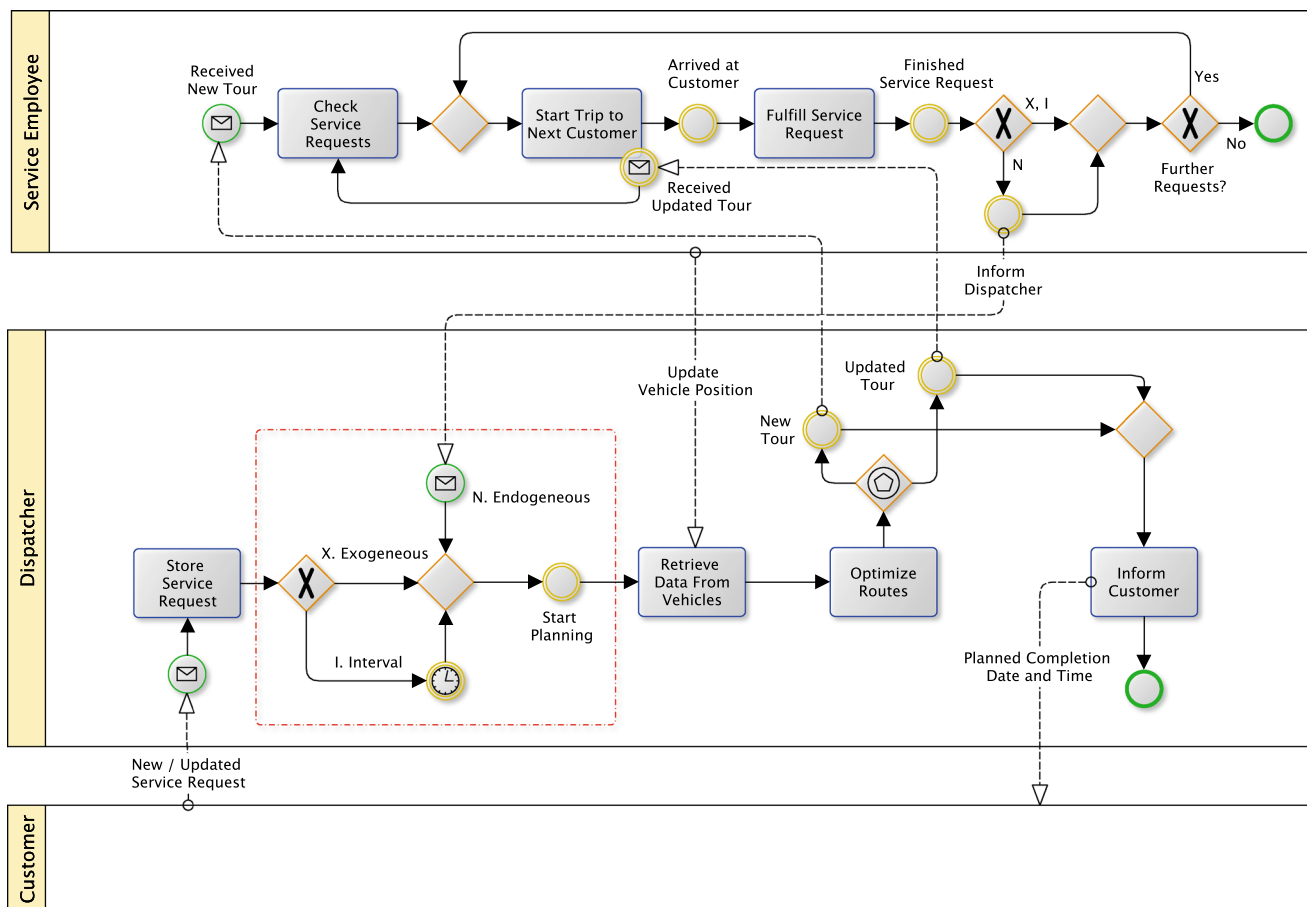 Service Employee
Received
New Tour
Check
Service
Requests
Start Trip to
Next Customer
Received
Updated Tour
Arrived at
Customer
Fulfill Service
Request
Finished
Service Request
X, I
N
Yes
No
Further
Requests?
Inform
Dispatcher
Dispatcher
Update
Vehicle Position
Updated
Tour
New
Tour
N. Endogeneous
X. Exogeneous
I. Interval
Store
Service
Request
Start
Planning
Retrieve
Data From
Vehicles
Optimize
Routes
Inform
Customer
Planned Completion
Date and Time
New / Updated
Service Request
Customer